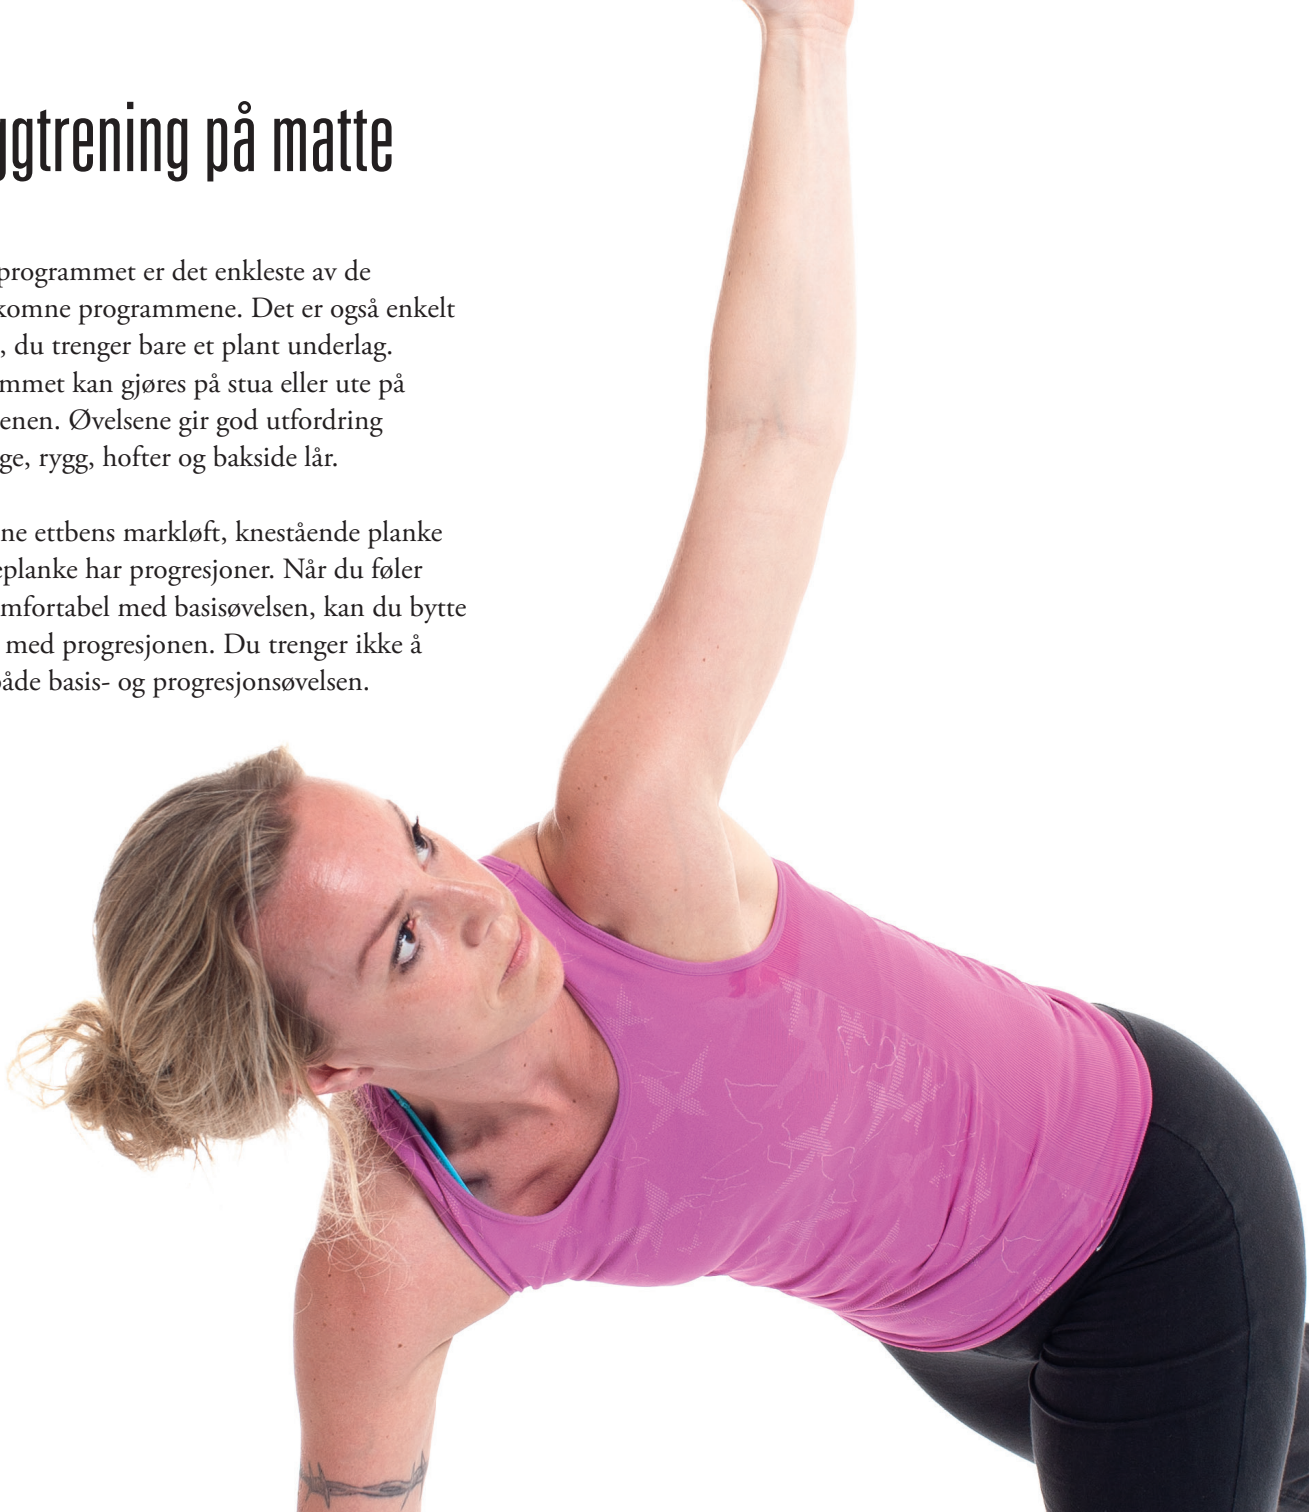 ggtrening på matte
programmet er det enkleste av de
komne programmene. Det er også enkelt
, du trenger bare et plant underlag.
mmet kan gjøres på stua eller ute på
enen. Øvelsene gir god utfordring
ge, rygg, hofter og bakside lår.
ne ettbens markløft, knestående planke
eplanke har progresjoner. Når du føler
mfortabel med basisøvelsen, kan du bytte
med progresjonen. Du trenger ikke å
både basis- og progresjonsøvelsen.